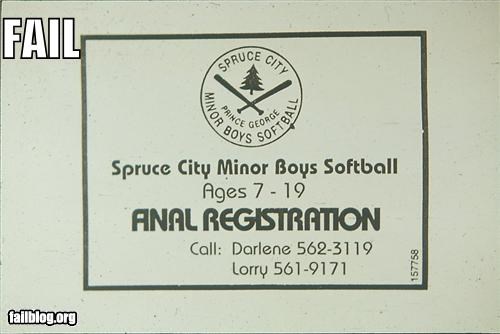 FAIL
SPRUCE CITY
PRINCE GEORGE
MINOR BOYS SOFTBALL
Spruce City Minor Boys Softball
Ages 7 - 19
FINAL REGISTRATION
Call: Darlene 562-3119
Lorry 561-9171
157758
failblog.org